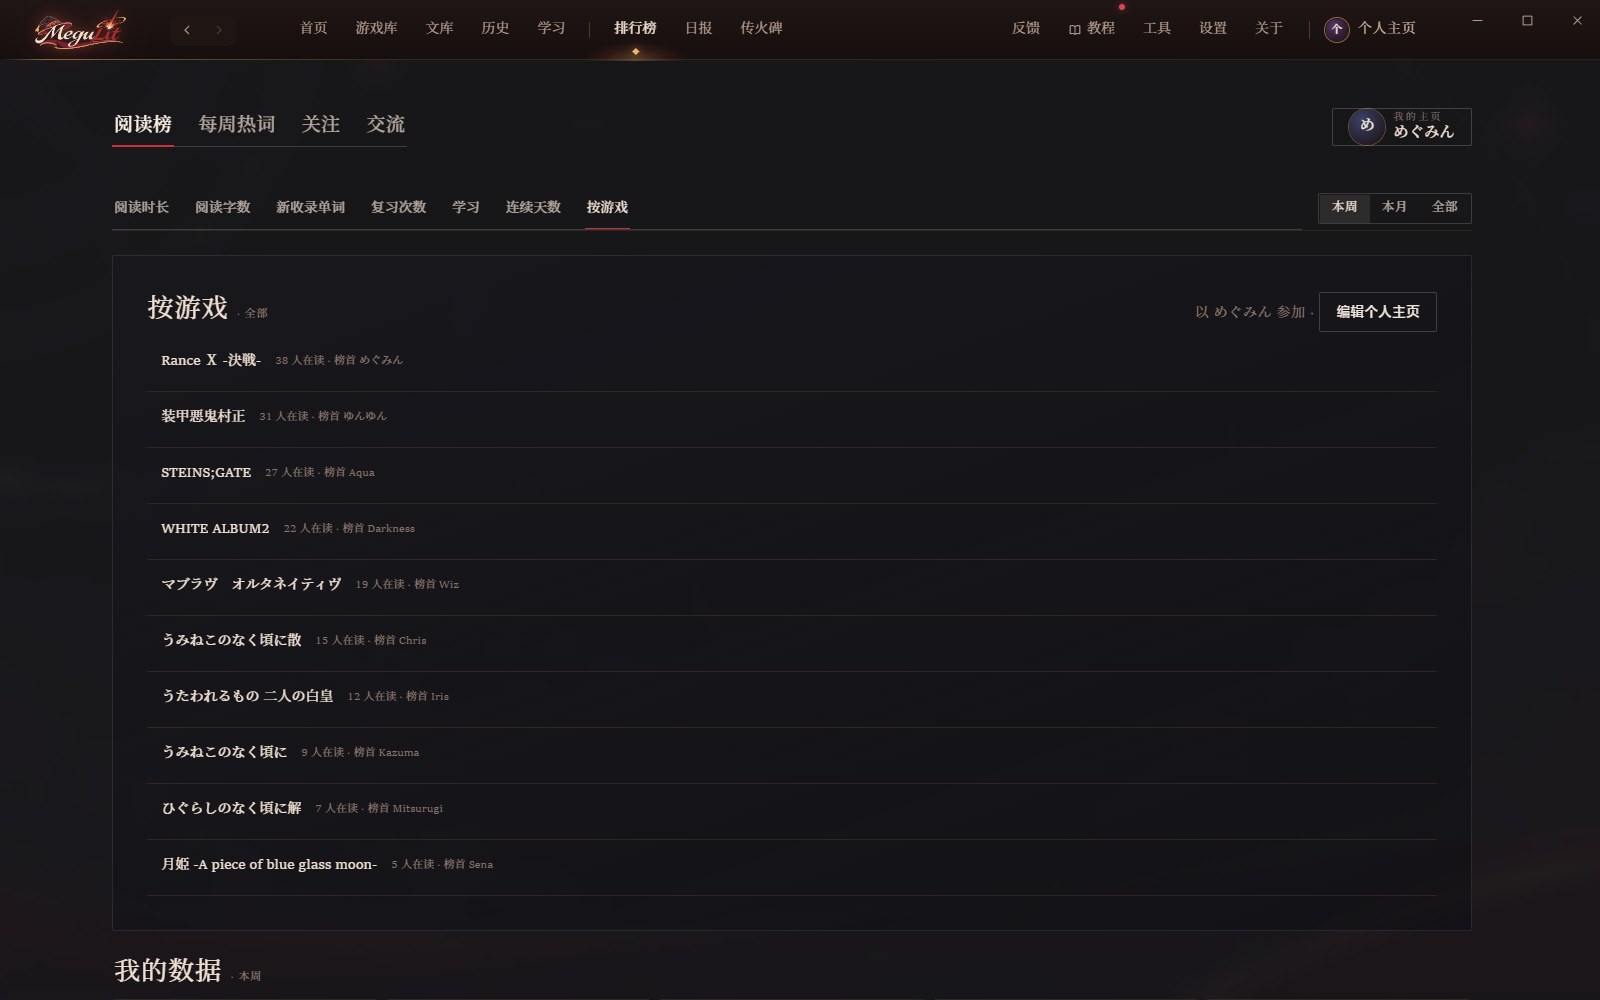 MeguLit
首页 游戏库 文库 历史 学习 排行榜 日报 传火碑 反馈 教程 工具 设置 关于 个 个人主页
阅读榜 每周热词 关注 交流
め 我的主页
めぐみん
阅读时长 阅读字数 新收录单词 复习次数 学习 连续天数 按游戏 本周 本月 全部
按游戏 · 全部 以 めぐみん 参加 · 编辑个人主页
Rance Ⅹ -決戦- 38 人在读 · 榜首 めぐみん
装甲悪鬼村正 31 人在读 · 榜首 ゆんゆん
STEINS;GATE 27 人在读 · 榜首 Aqua
WHITE ALBUM2 22 人在读 · 榜首 Darkness
マブラヴ　オルタネイティヴ 19 人在读 · 榜首 Wiz
うみねこのなく頃に散 15 人在读 · 榜首 Chris
うたわれるもの 二人の白皇 12 人在读 · 榜首 Iris
うみねこのなく頃に 9 人在读 · 榜首 Kazuma
ひぐらしのなく頃に解 7 人在读 · 榜首 Mitsurugi
月姫 -A piece of blue glass moon- 5 人在读 · 榜首 Sena
我的数据 · 本周